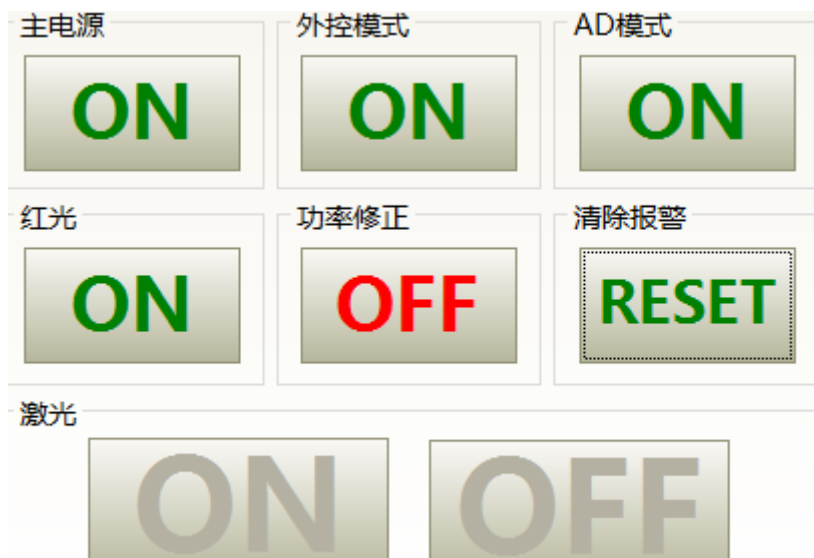 主电源 外控模式 AD模式
ON ON ON
红光 功率修正 清除报警
ON OFF RESET
激光
ON OFF